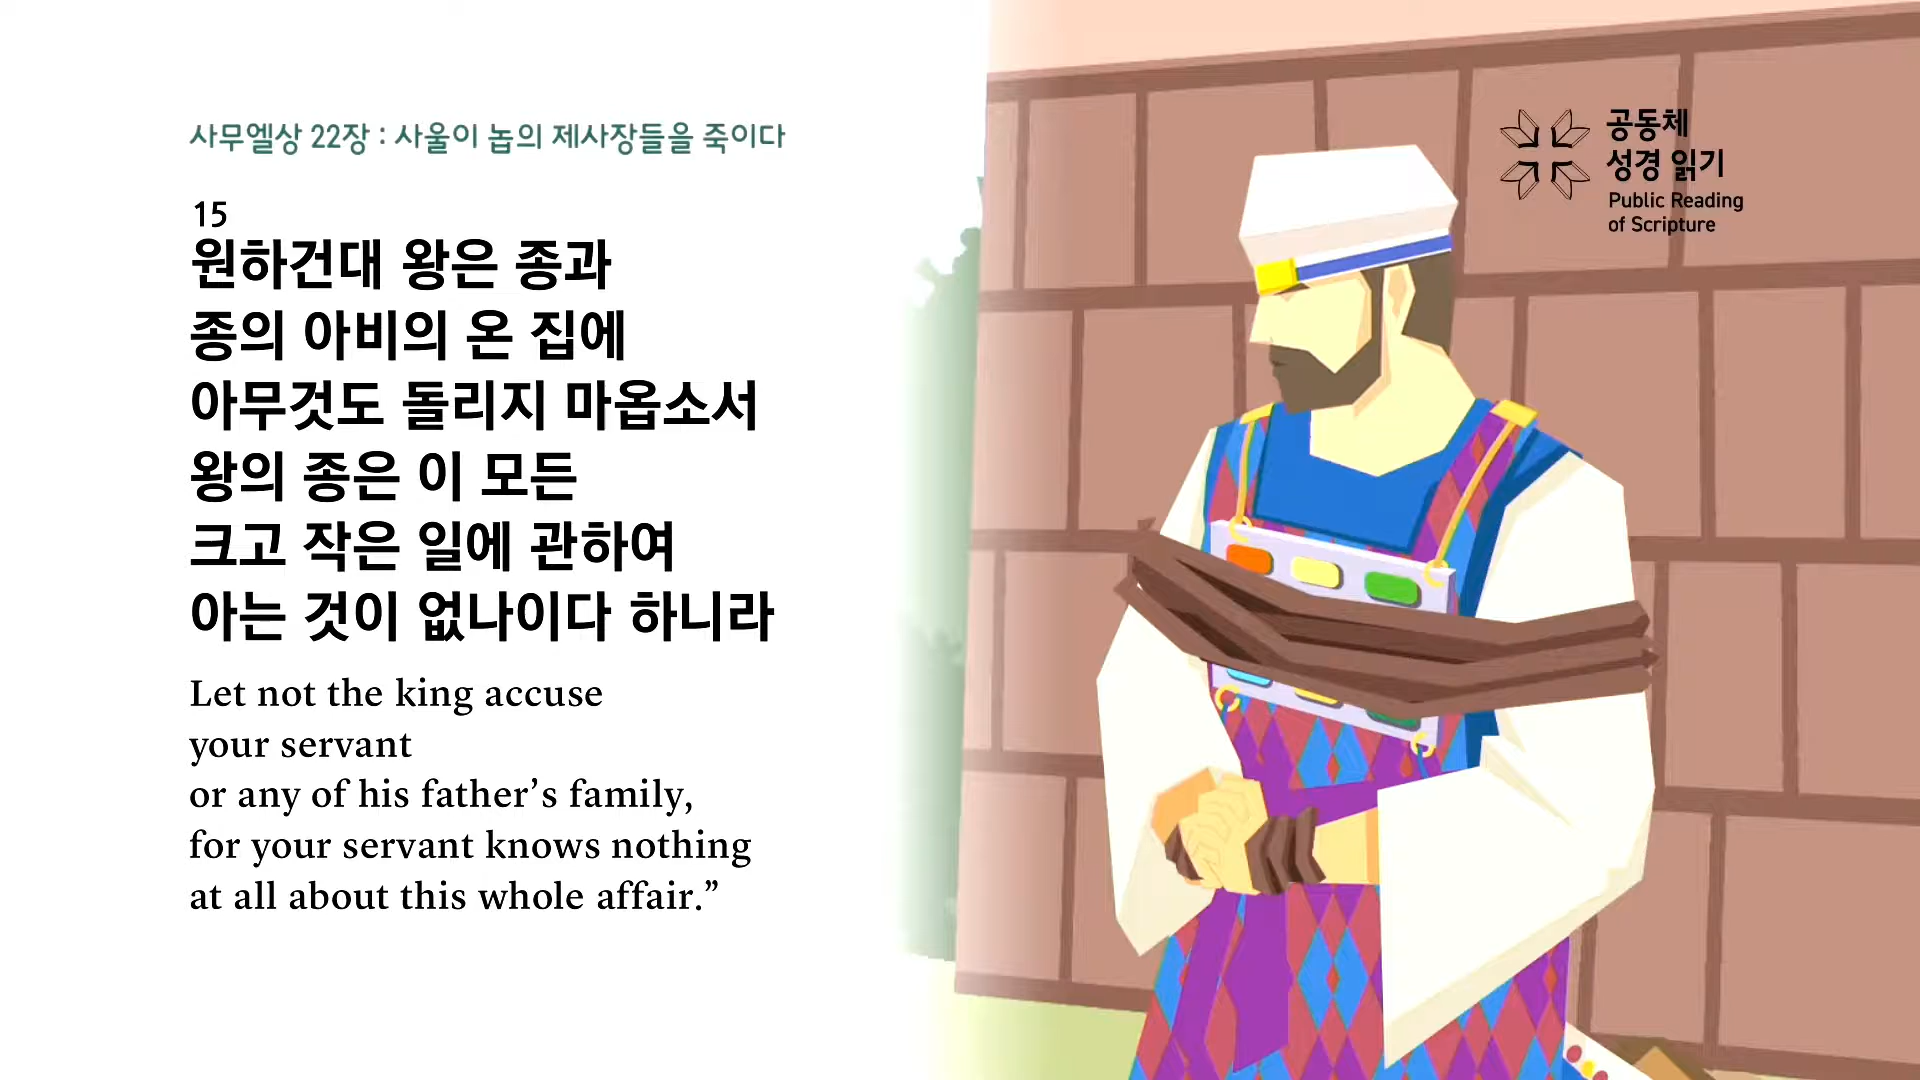 사무엘상 22장 : 사울이 놉의 제사장들을 죽이다
15
원하건대 왕은 종과
종의 아비의 온 집에
아무것도 돌리지 마옵소서
왕의 종은 이 모든
크고 작은 일에 관하여
아는 것이 없나이다 하니라
Let not the king accuse
your servant
or any of his father’s family,
for your servant knows nothing
at all about this whole affair.”
공동체
성경 읽기
Public Reading
of Scripture